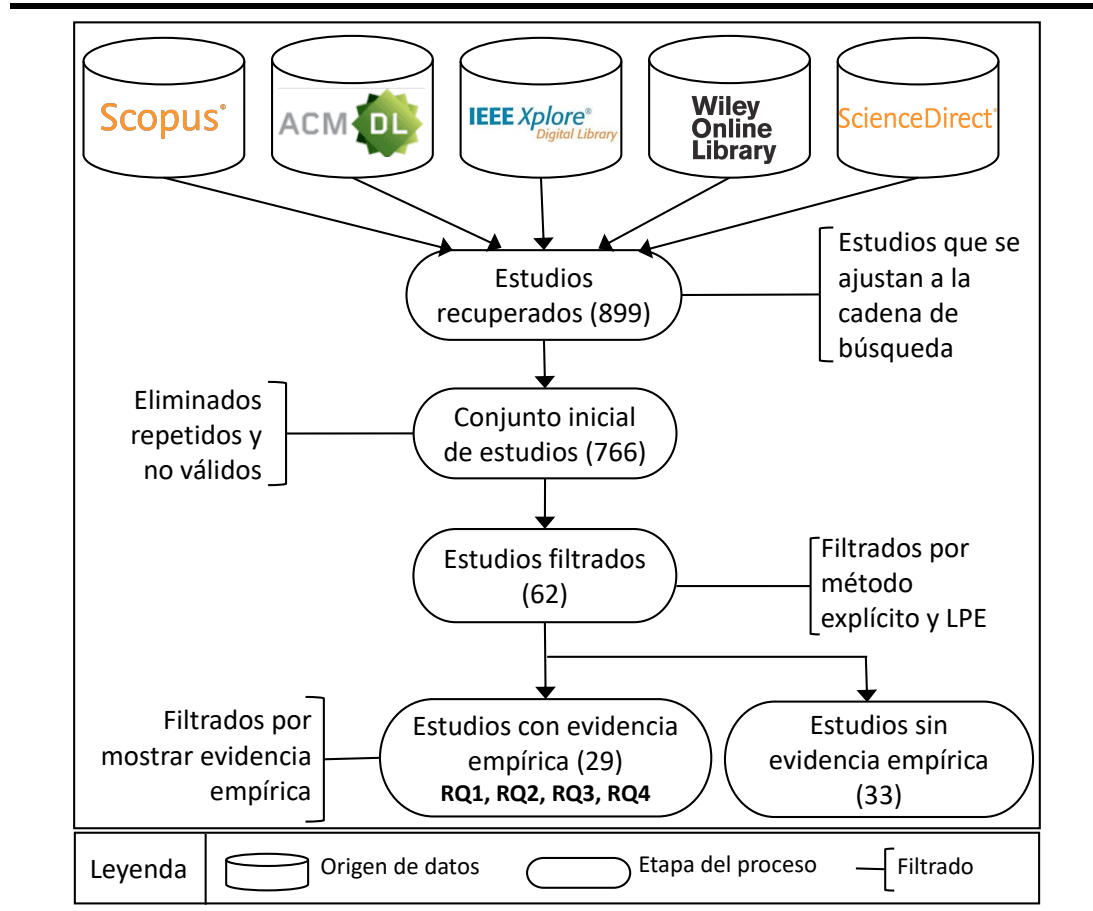 Scopus®
ACM DL
IEEE Xplore®
Digital Library
Wiley
Online
Library
ScienceDirect®
Estudios
recuperados (899)
Estudios que se
ajustan a la
cadena de
búsqueda
Eliminados
repetidos y
no válidos
Conjunto inicial
de estudios (766)
Estudios filtrados
(62)
Filtrados por
método
explícito y LPE
Filtrados por
mostrar evidencia
empírica
Estudios con evidencia
empírica (29)
RQ1, RQ2, RQ3, RQ4
Estudios sin
evidencia empírica
(33)
Leyenda
Origen de datos
Etapa del proceso
Filtrado